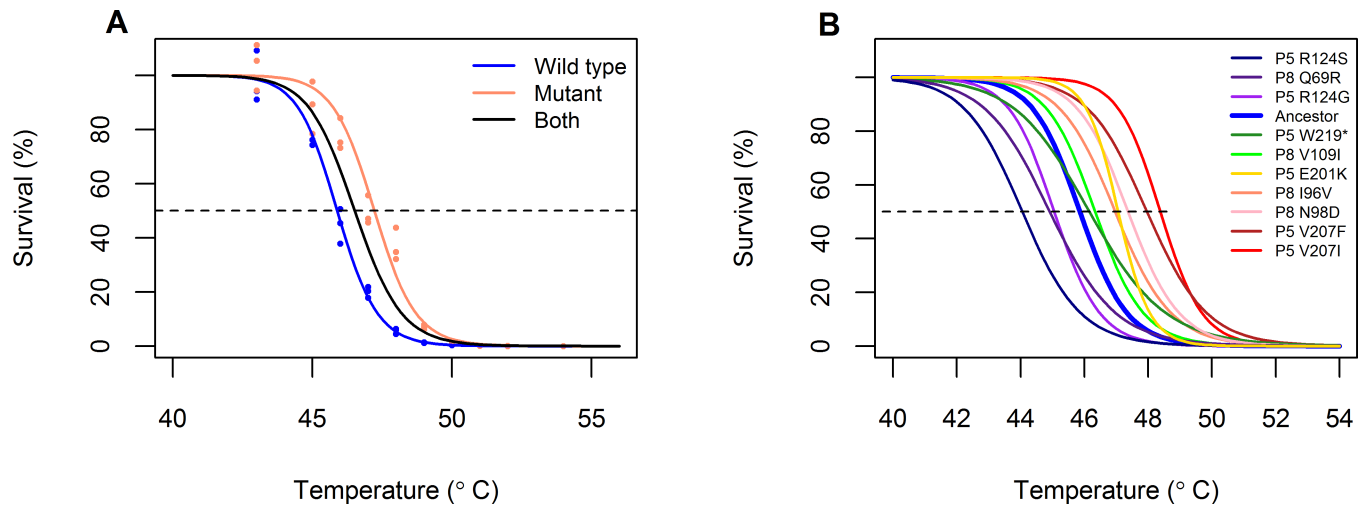 A
Survival (%)
0
20
40
60
80
Wild type
Mutant
Both
40
45
50
55
Temperature (° C)
B
Survival (%)
0
20
40
60
80
P5 R124S
P8 Q69R
P5 R124G
Ancestor
P5 W219*
P8 V109I
P5 E201K
P8 I96V
P8 N98D
P5 V207F
P5 V207I
40
42
44
46
48
50
52
54
Temperature (° C)